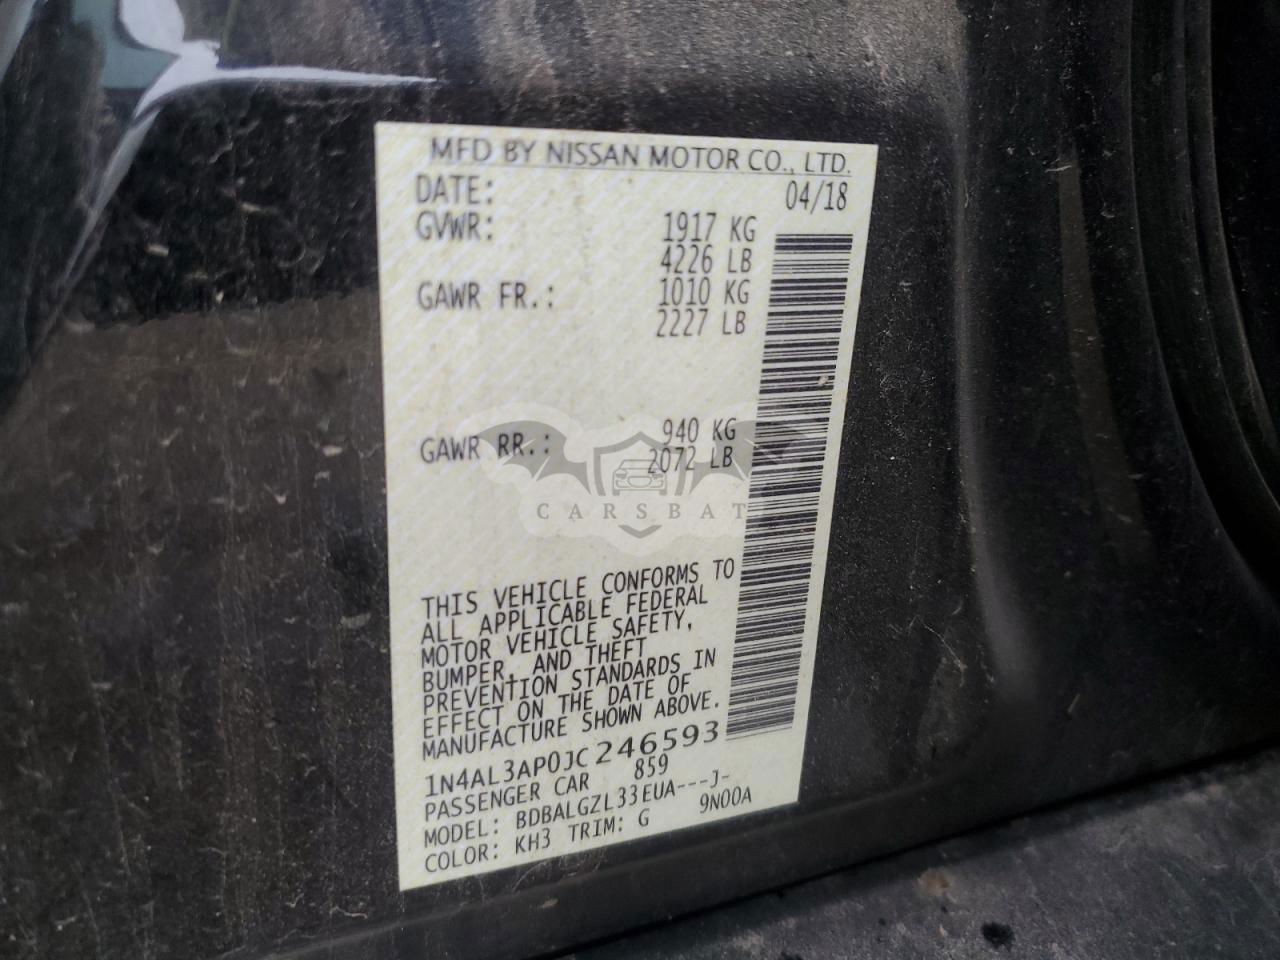 MFD BY NISSAN MOTOR CO., LTD.
DATE: 04/18
GVWR: 1917 KG
4226 LB
GAWR FR.: 1010 KG
2227 LB
GAWR RR.: 940 KG
2072 LB
CARSBAT
THIS VEHICLE CONFORMS TO
ALL APPLICABLE FEDERAL
MOTOR VEHICLE SAFETY,
BUMPER, AND THEFT
PREVENTION STANDARDS IN
EFFECT ON THE DATE OF
MANUFACTURE SHOWN ABOVE.
1N4AL3AP0JC246593
PASSENGER CAR 859
MODEL: BDBALGZL33EUA---J-
COLOR: KH3 TRIM: G 9N00A